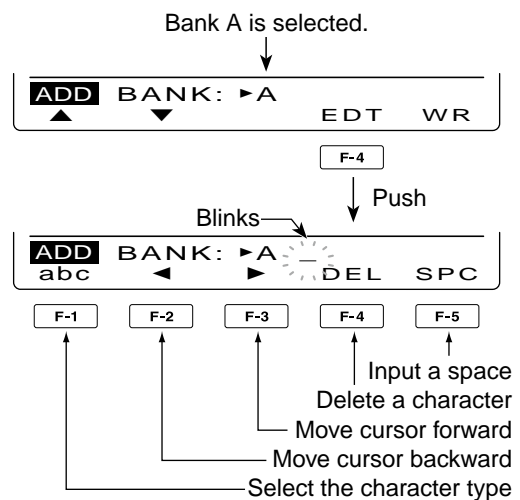 Bank A is selected.
ADD BANK: ►A
▲ ▼ EDT WR
F-4
Push
Blinks
ADD BANK: ►A _
abc ◄ ► DEL SPC
F-1 F-2 F-3 F-4 F-5
Input a space
Delete a character
Move cursor forward
Move cursor backward
Select the character type